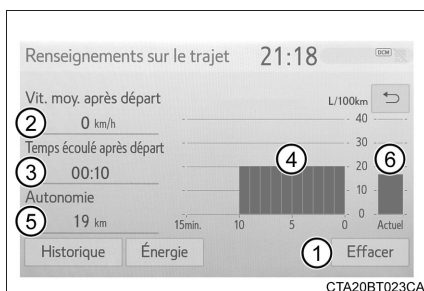 Renseignements sur le trajet 21:18 DCM
Vit. moy. après départ
L/100km
2 0 km/h
40
Temps écoulé après départ
30
3 00:10
4 20 6
Autonomie
10
5 19 km
0
15min. 10 5 0 Actuel
Historique Énergie 1 Effacer
CTA20BT023CA